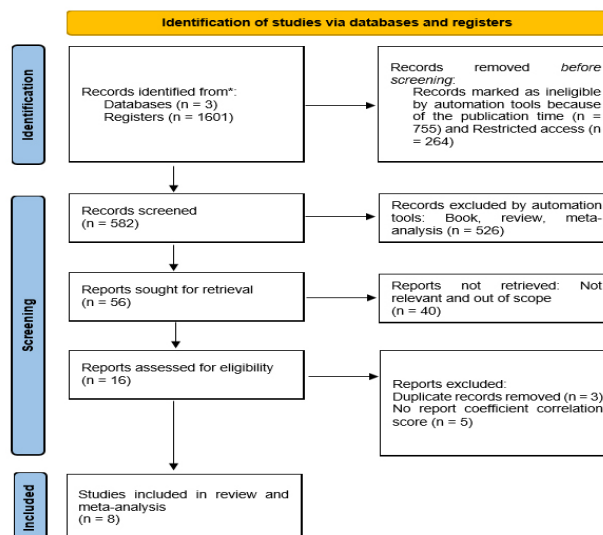 Identification of studies via databases and registers
Identification
Records identified from*:
Databases (n = 3)
Registers (n = 1601)
Records removed before
screening:
Records marked as ineligible
by automation tools because
of the publication time (n =
755) and Restricted access (n
= 264)
Screening
Records screened
(n = 582)
Records excluded by automation
tools: Book, review, meta-
analysis (n = 526)
Reports sought for retrieval
(n = 56)
Reports not retrieved: Not
relevant and out of scope
(n = 40)
Reports assessed for eligibility
(n = 16)
Reports excluded:
Duplicate records removed (n = 3)
No report coefficient correlation
score (n = 5)
Included
Studies included in review and
meta-analysis
(n = 8)